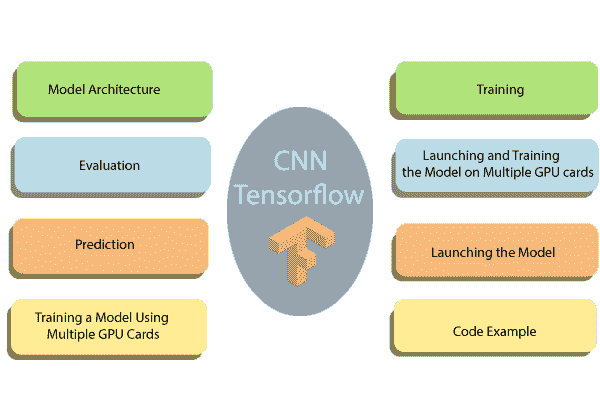 Model Architecture
Evaluation
Prediction
Training a Model Using
Multiple GPU Cards
CNN
Tensorflow
Training
Launching and Training
the Model on Multiple GPU cards
Launching the Model
Code Example